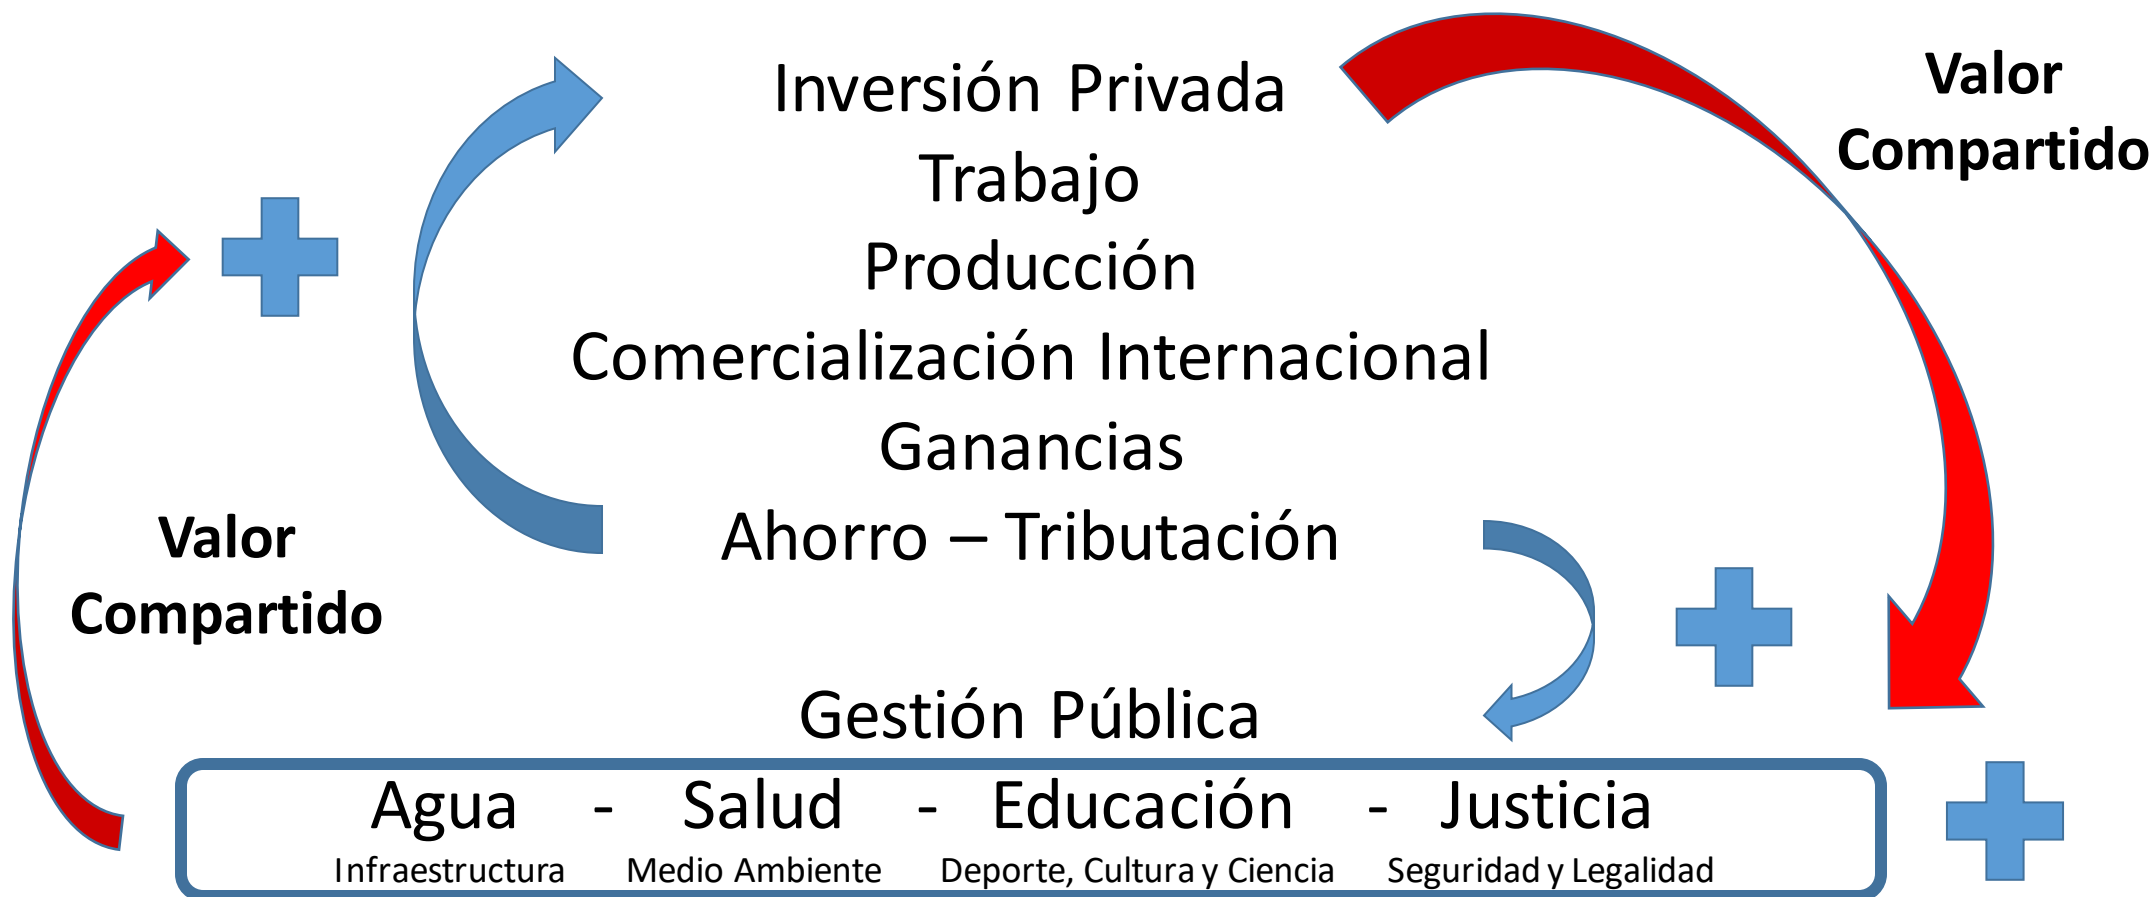 Inversión Privada
Valor
Compartido
Trabajo
Producción
Comercialización Internacional
Ganancias
Ahorro – Tributación
Valor
Compartido
Gestión Pública
Agua - Salud - Educación - Justicia
Infraestructura Medio Ambiente Deporte, Cultura y Ciencia Seguridad y Legalidad